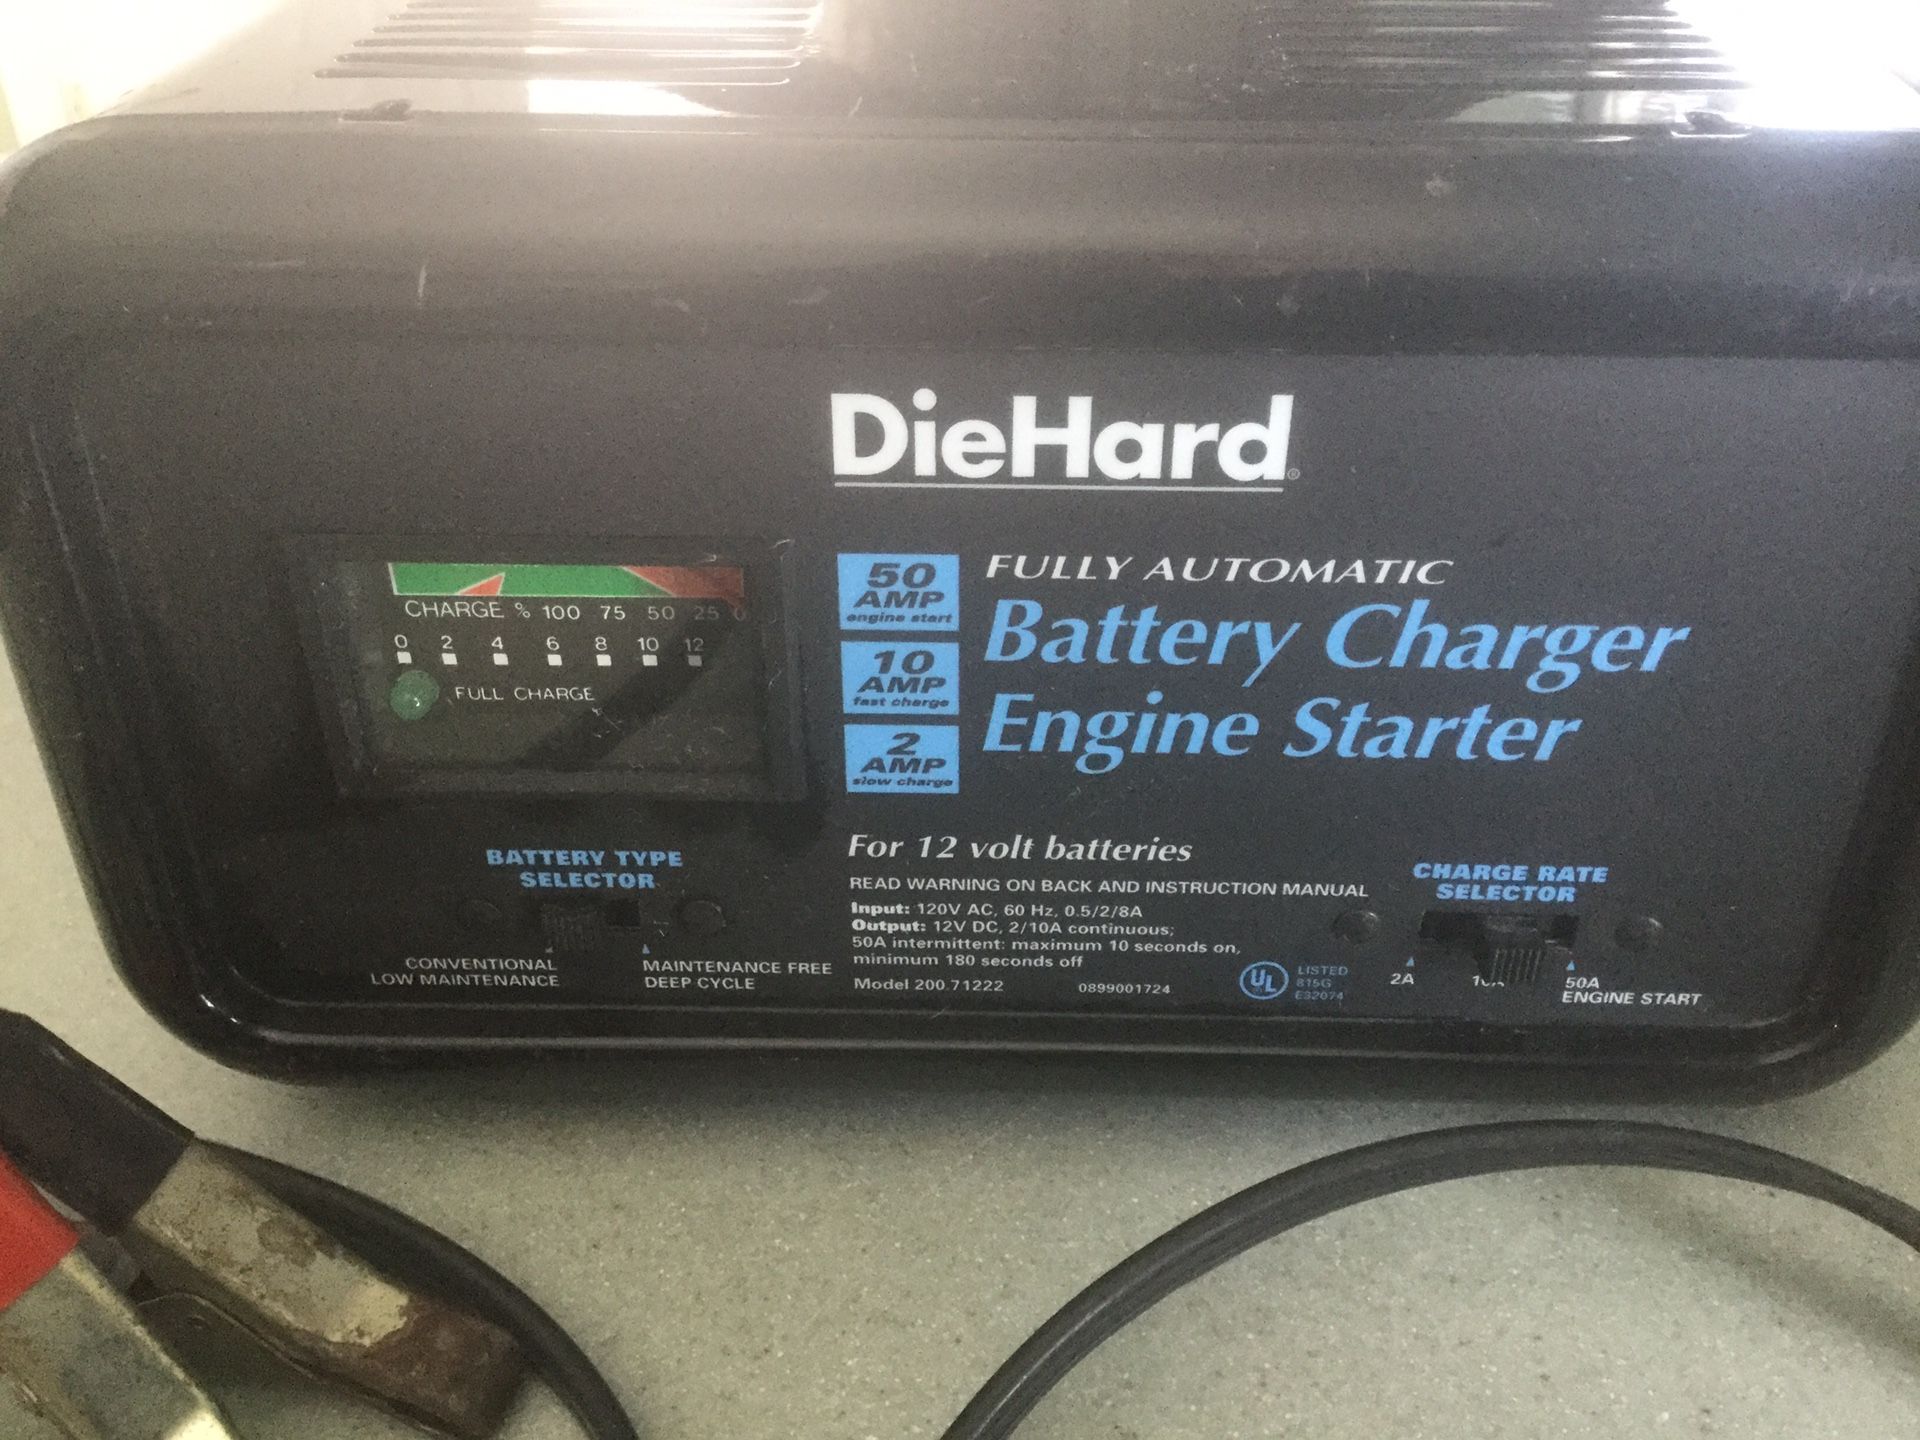 DieHard®
CHARGE % 100 75 50 25 0
0 2 4 6 8 10 12
FULL CHARGE
50
AMP
engine start
10
AMP
fast charge
2
AMP
slow charge
FULLY AUTOMATIC
Battery Charger
Engine Starter
BATTERY TYPE
SELECTOR
CONVENTIONAL
LOW MAINTENANCE
MAINTENANCE FREE
DEEP CYCLE
For 12 volt batteries
READ WARNING ON BACK AND INSTRUCTION MANUAL
Input: 120V AC, 60 Hz, 0.5/2/8A
Output: 12V DC, 2/10A continuous;
50A intermittent: maximum 10 seconds on,
minimum 180 seconds off
Model 200.71222 0899001724
UL
LISTED
815G
E32074
CHARGE RATE
SELECTOR
2A 10A 50A
ENGINE START